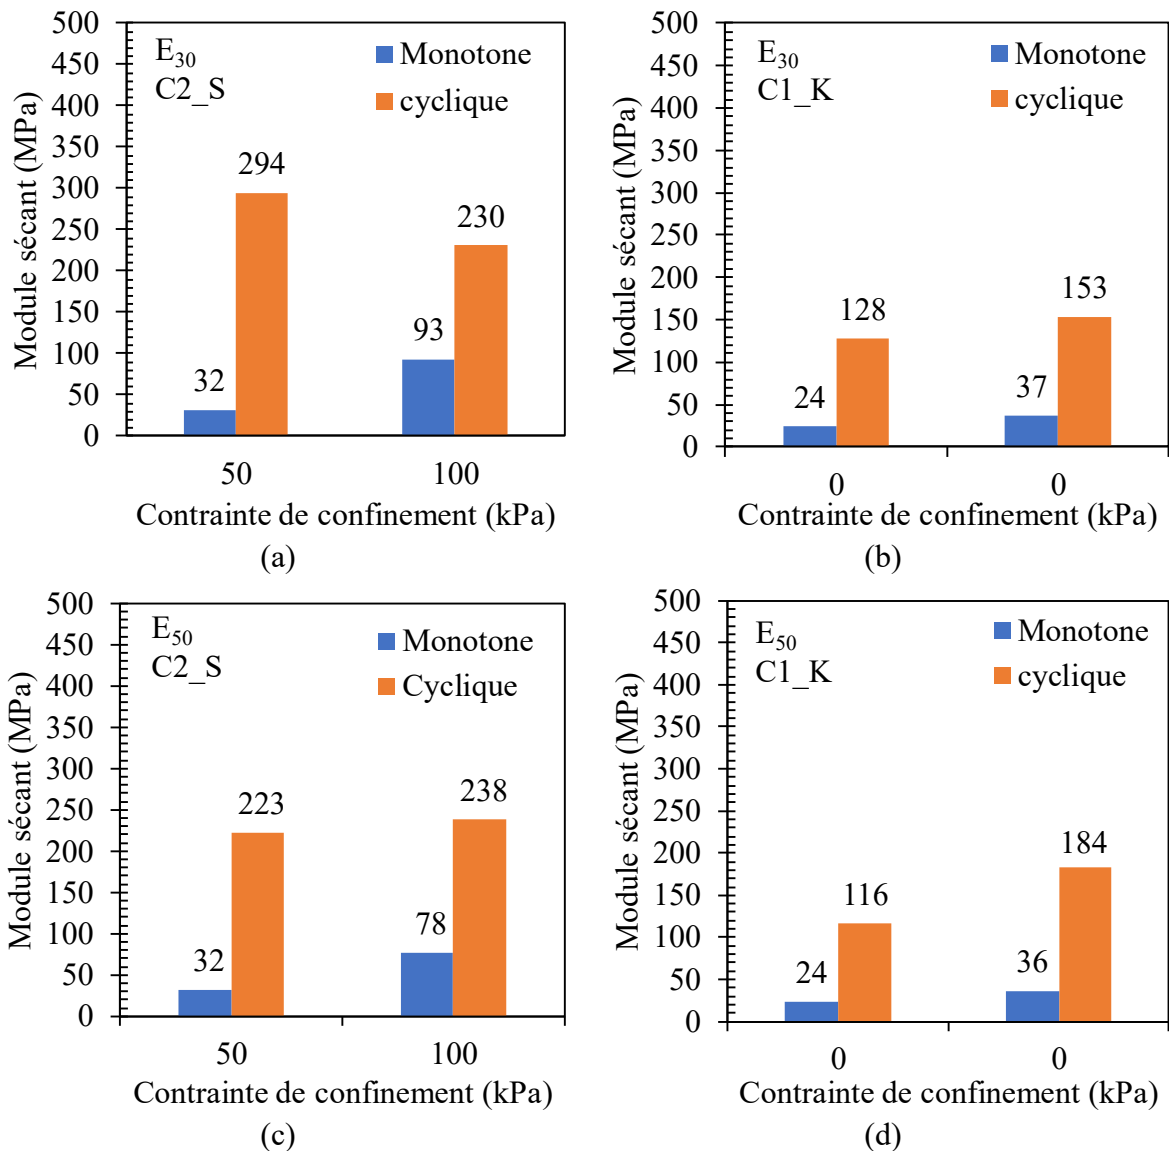 E30
C2_S
Monotone
cyclique
Module sécant (MPa)
500
450
400
350
300
250
200
150
100
50
0
32
294
93
230
50
100
Contrainte de confinement (kPa)
(a)
E30
C1_K
Monotone
cyclique
Module sécant (MPa)
500
450
400
350
300
250
200
150
100
50
0
24
128
37
153
0
0
Contrainte de confinement (kPa)
(b)
E50
C2_S
Monotone
Cyclique
Module sécant (MPa)
500
450
400
350
300
250
200
150
100
50
0
32
223
78
238
50
100
Contrainte de confinement (kPa)
(c)
E50
C1_K
Monotone
cyclique
Module sécant (MPa)
500
450
400
350
300
250
200
150
100
50
0
24
116
36
184
0
0
Contrainte de confinement (kPa)
(d)